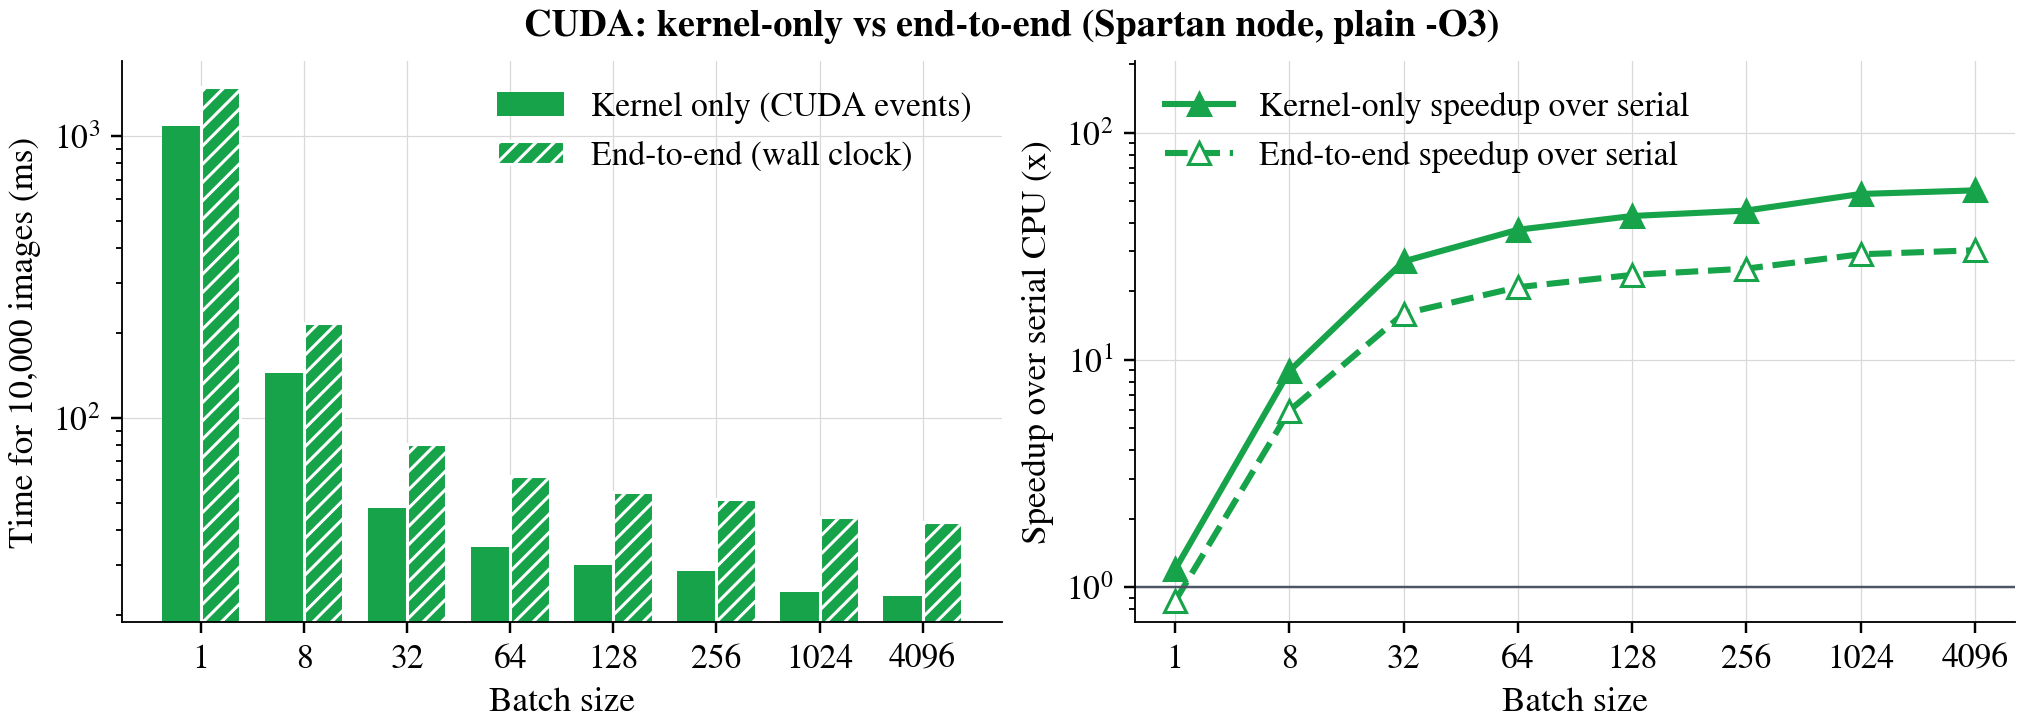 CUDA: kernel-only vs end-to-end (Spartan node, plain -O3)
Time for 10,000 images (ms)
10³
10²
Kernel only (CUDA events)
End-to-end (wall clock)
1 8 32 64 128 256 1024 4096
Batch size
Speedup over serial CPU (x)
10²
10¹
10⁰
Kernel-only speedup over serial
End-to-end speedup over serial
1 8 32 64 128 256 1024 4096
Batch size